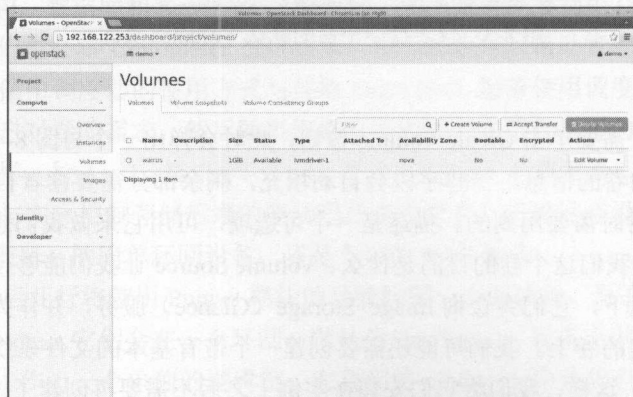 Volumes - OpenStack Dashboard - Chromium (on High)
Volumes - OpenStack
192.168.122.253/dashboard/project/volumes/
openstack
demo
demo
Project
Compute
Overview
Instances
Volumes
Images
Access & Security
Identity
Developer
Volumes
Volumes Volume Snapshots Volume Consistency Groups
Filter + Create Volume Accept Transfer Delete Volumes
Name Description Size Status Type Attached To Availability Zone Bootable Encrypted Actions
walrus - 1GiB Available lvmdriver-1 nova No No Edit Volume
Displaying 1 item